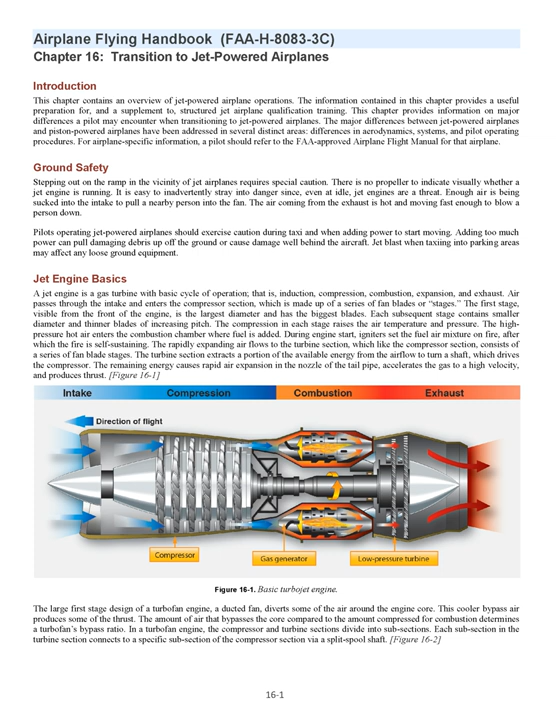 Airplane Flying Handbook (FAA-H-8083-3C)
Chapter 16: Transition to Jet-Powered Airplanes
Introduction
This chapter contains an overview of jet-powered airplane operations. The information contained in this chapter provides a useful
preparation for, and a supplement to, structured jet airplane qualification training. This chapter provides information on major
differences a pilot may encounter when transitioning to jet-powered airplanes. The major differences between jet-powered airplanes
and piston-powered airplanes have been addressed in several distinct areas: differences in aerodynamics, systems, and pilot operating
procedures. For airplane-specific information, a pilot should refer to the FAA-approved Airplane Flight Manual for that airplane.
Ground Safety
Stepping out on the ramp in the vicinity of jet airplanes requires special caution. There is no propeller to indicate visually whether a
jet engine is running. It is easy to inadvertently stray into danger since, even at idle, jet engines are a threat. Enough air is being
sucked into the intake to pull a nearby person into the fan. The air coming from the exhaust is hot and moving fast enough to blow a
person down.
Pilots operating jet-powered airplanes should exercise caution during taxi and when adding power to start moving. Adding too much
power can pull damaging debris up off the ground or cause damage well behind the aircraft. Jet blast when taxiing into parking areas
may affect any loose ground equipment.
Jet Engine Basics
A jet engine is a gas turbine with basic cycle of operation; that is, induction, compression, combustion, expansion, and exhaust. Air
passes through the intake and enters the compressor section, which is made up of a series of fan blades or “stages.” The first stage,
visible from the front of the engine, is the largest diameter and has the biggest blades. Each subsequent stage contains smaller
diameter and thinner blades of increasing pitch. The compression in each stage raises the air temperature and pressure. The high-
pressure hot air enters the combustion chamber where fuel is added. During engine start, igniters set the fuel air mixture on fire, after
which the fire is self-sustaining. The rapidly expanding air flows to the turbine section, which like the compressor section, consists of
a series of fan blade stages. The turbine section extracts a portion of the available energy from the airflow to turn a shaft, which drives
the compressor. The remaining energy causes rapid air expansion in the nozzle of the tail pipe, accelerates the gas to a high velocity,
and produces thrust. [Figure 16-1]
Intake Compression Combustion Exhaust
Direction of flight
Compressor
Gas generator
Low-pressure turbine
Figure 16-1. Basic turbojet engine.
The large first stage design of a turbofan engine, a ducted fan, diverts some of the air around the engine core. This cooler bypass air
produces some of the thrust. The amount of air that bypasses the core compared to the amount compressed for combustion determines
a turbofan’s bypass ratio. In a turbofan engine, the compressor and turbine sections divide into sub-sections. Each sub-section in the
turbine section connects to a specific sub-section of the compressor section via a split-spool shaft. [Figure 16-2]
16-1